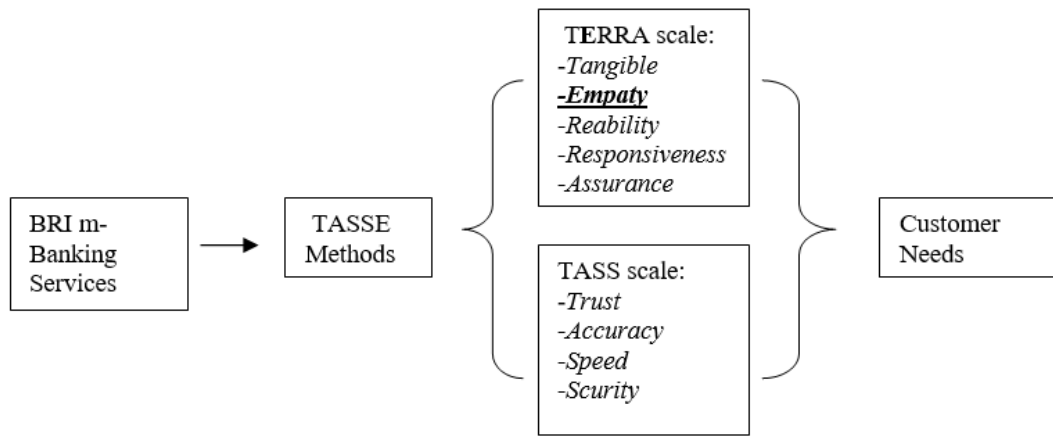 BRI m-
Banking
Services
TASSE
Methods
TERRA scale:
-Tangible
-Empaty
-Reability
-Responsiveness
-Assurance
TASS scale:
-Trust
-Accuracy
-Speed
-Scurity
Customer
Needs